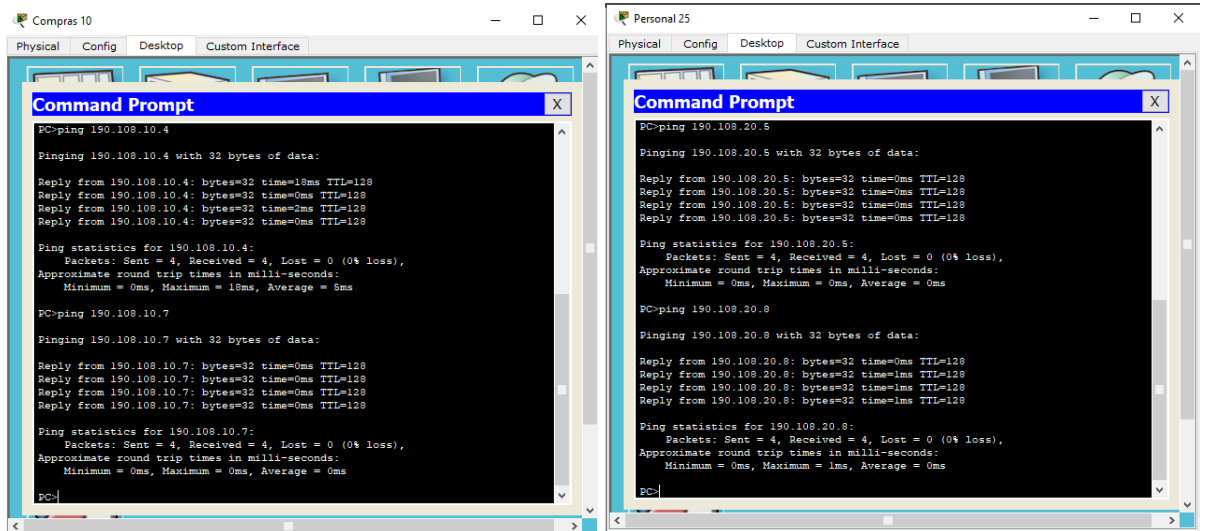 Compras 10
Physical Config Desktop Custom Interface
Command Prompt X
PC>ping 190.108.10.4
Pinging 190.108.10.4 with 32 bytes of data:
Reply from 190.108.10.4: bytes=32 time=18ms TTL=128
Reply from 190.108.10.4: bytes=32 time=0ms TTL=128
Reply from 190.108.10.4: bytes=32 time=2ms TTL=128
Reply from 190.108.10.4: bytes=32 time=0ms TTL=128
Ping statistics for 190.108.10.4:
Packets: Sent = 4, Received = 4, Lost = 0 (0% loss),
Approximate round trip times in milli-seconds:
Minimum = 0ms, Maximum = 18ms, Average = 5ms
PC>ping 190.108.10.7
Pinging 190.108.10.7 with 32 bytes of data:
Reply from 190.108.10.7: bytes=32 time=0ms TTL=128
Reply from 190.108.10.7: bytes=32 time=0ms TTL=128
Reply from 190.108.10.7: bytes=32 time=0ms TTL=128
Reply from 190.108.10.7: bytes=32 time=0ms TTL=128
Ping statistics for 190.108.10.7:
Packets: Sent = 4, Received = 4, Lost = 0 (0% loss),
Approximate round trip times in milli-seconds:
Minimum = 0ms, Maximum = 0ms, Average = 0ms
PC>
Personal 25
Physical Config Desktop Custom Interface
Command Prompt X
PC>ping 190.108.20.5
Pinging 190.108.20.5 with 32 bytes of data:
Reply from 190.108.20.5: bytes=32 time=0ms TTL=128
Reply from 190.108.20.5: bytes=32 time=0ms TTL=128
Reply from 190.108.20.5: bytes=32 time=0ms TTL=128
Reply from 190.108.20.5: bytes=32 time=0ms TTL=128
Ping statistics for 190.108.20.5:
Packets: Sent = 4, Received = 4, Lost = 0 (0% loss),
Approximate round trip times in milli-seconds:
Minimum = 0ms, Maximum = 0ms, Average = 0ms
PC>ping 190.108.20.8
Pinging 190.108.20.8 with 32 bytes of data:
Reply from 190.108.20.8: bytes=32 time=0ms TTL=128
Reply from 190.108.20.8: bytes=32 time=1ms TTL=128
Reply from 190.108.20.8: bytes=32 time=0ms TTL=128
Reply from 190.108.20.8: bytes=32 time=1ms TTL=128
Ping statistics for 190.108.20.8:
Packets: Sent = 4, Received = 4, Lost = 0 (0% loss),
Approximate round trip times in milli-seconds:
Minimum = 0ms, Maximum = 1ms, Average = 0ms
PC>